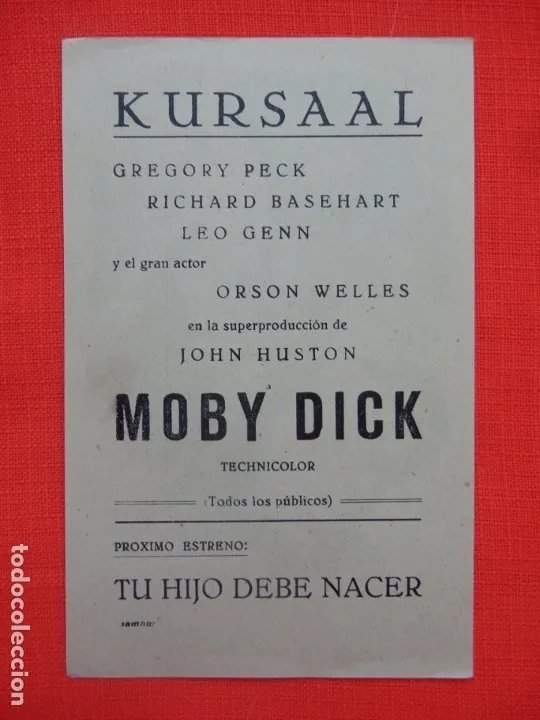 KURSAAL
GREGORY PECK
RICHARD BASEHART
LEO GENN
y el gran actor
ORSON WELLES
en la superproducción de
JOHN HUSTON
MOBY DICK
TECHNICOLOR
(Todos los públicos)
PROXIMO ESTRENO:
TU HIJO DEBE NACER
todocoleccion